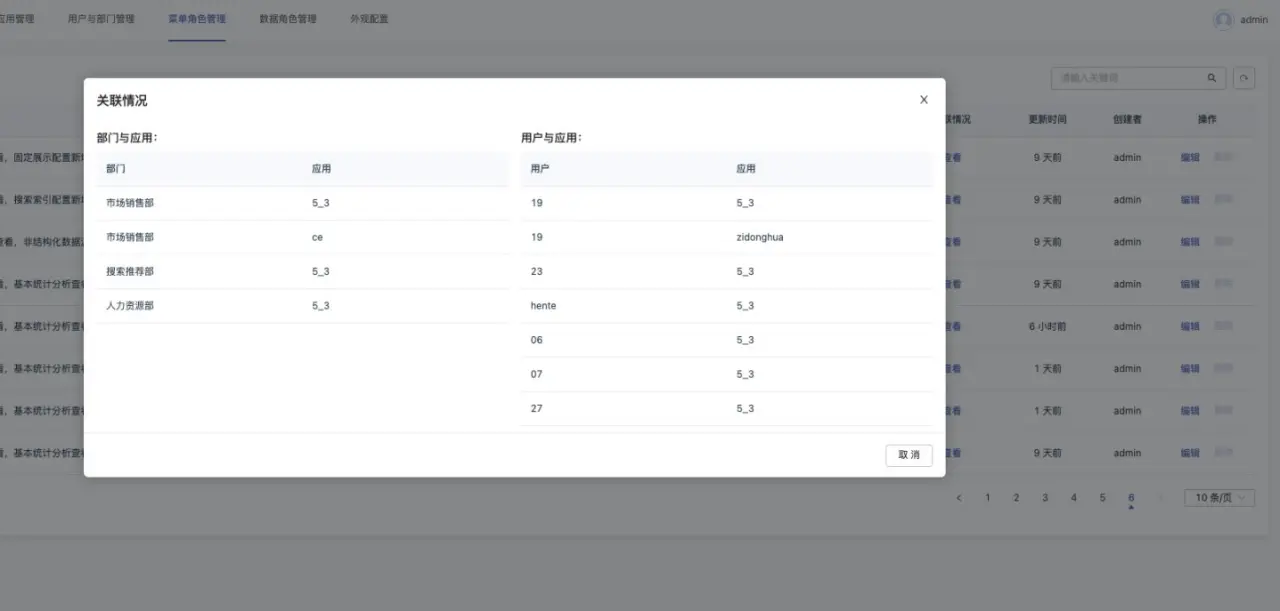 应用管理 用户与部门管理 菜单角色管理 数据角色管理 外观配置 admin
请输入关键词
关联情况
部门与应用：
部门 应用
市场销售部 5_3
市场销售部 ce
搜索推荐部 5_3
人力资源部 5_3
用户与应用：
用户 应用
19 5_3
19 zidonghua
23 5_3
hente 5_3
06 5_3
07 5_3
27 5_3
取 消
联情况 更新时间 创建者 操作
看，固定展示配置新增 查看 9 天前 admin 编辑
看，搜索索引配置新增 查看 9 天前 admin 编辑
查看，非结构化数据 查看 9 天前 admin 编辑
看，基本统计分析查看 查看 9 天前 admin 编辑
看，基本统计分析查看 查看 6 小时前 admin 编辑
看，基本统计分析查看 查看 1 天前 admin 编辑
看，基本统计分析查看 查看 1 天前 admin 编辑
看，基本统计分析查看 查看 9 天前 admin 编辑
1 2 3 4 5 6 10 条/页